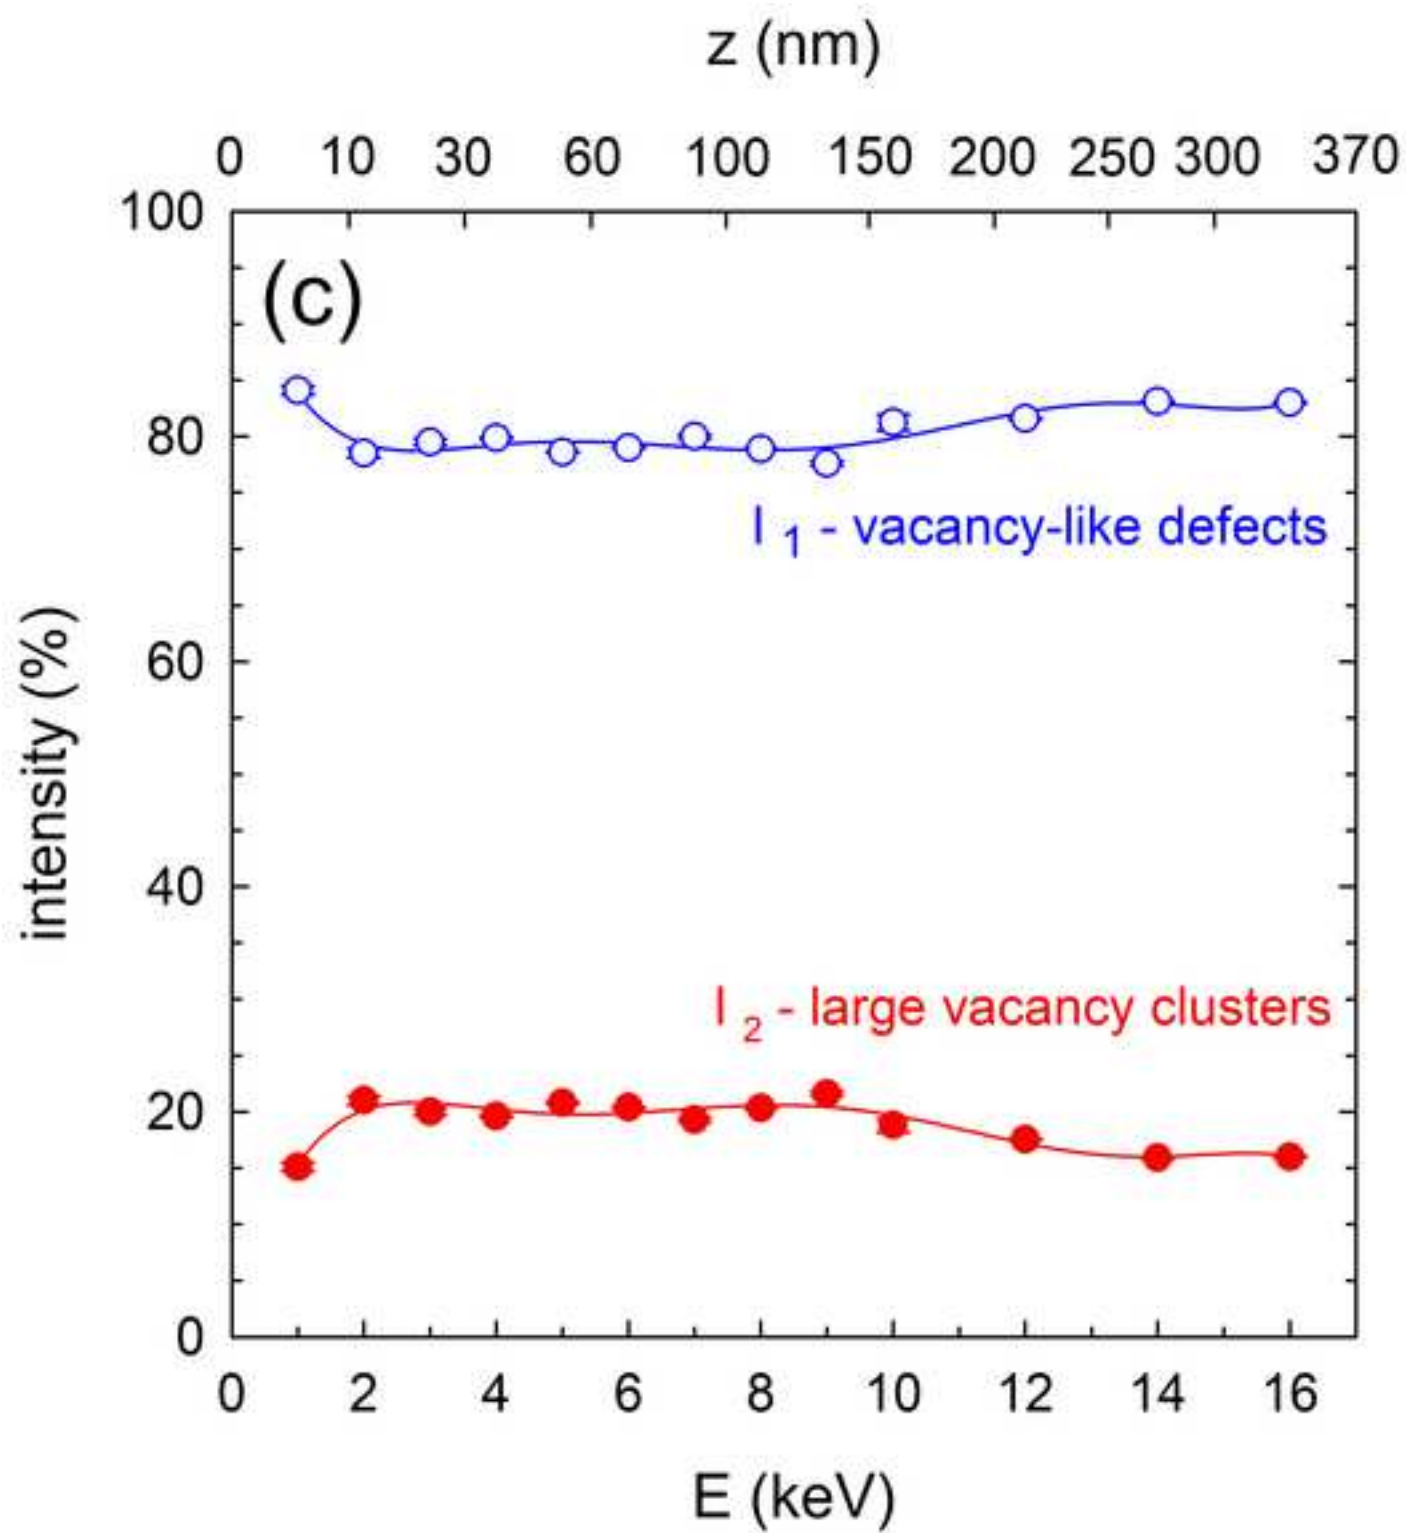 z (nm)
0 10 30 60 100 150 200 250 300 370
100
(c)
80
I 1 - vacancy-like defects
intensity (%)
60
40
I 2 - large vacancy clusters
20
0
0 2 4 6 8 10 12 14 16
E (keV)